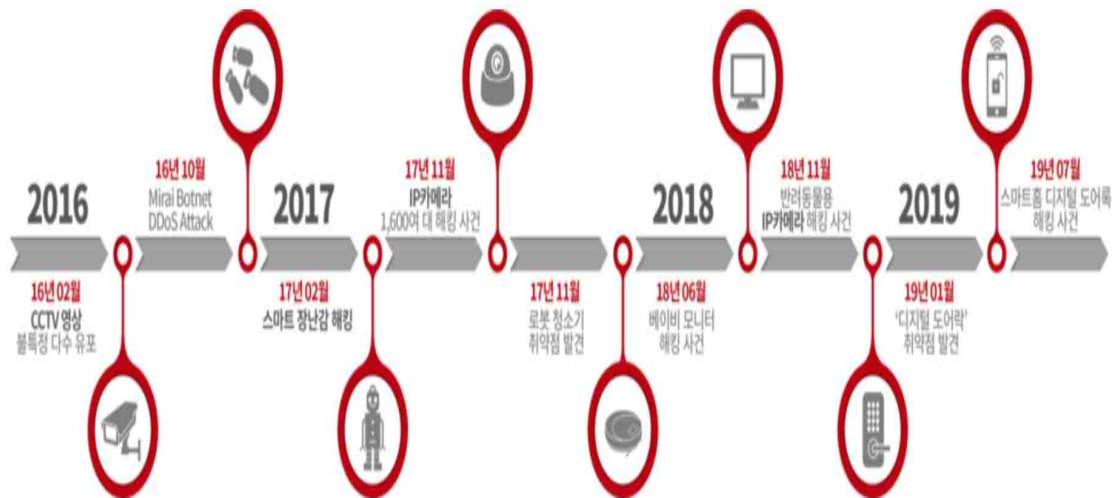 2016
16년 02월
CCTV 영상
불특정 다수 유포
16년 10월
Mirai Botnet
DDoS Attack
2017
17년 02월
스마트 장난감 해킹
17년 11월
IP카메라
1,600여 대 해킹 사건
17년 11월
로봇 청소기
취약점 발견
2018
18년 06월
베이비 모니터
해킹 사건
18년 11월
반려동물용
IP카메라 해킹 사건
2019
19년 01월
‘디지털 도어락’
취약점 발견
19년 07월
스마트홈 디지털 도어록
해킹 사건